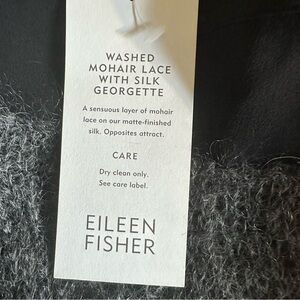 WASHED
MOHAIR LACE
WITH SILK
GEORGETTE
A sensuous layer of mohair
lace on our matte-finished
silk. Opposites attract.
CARE
Dry clean only.
See care label.
EILEEN
FISHER